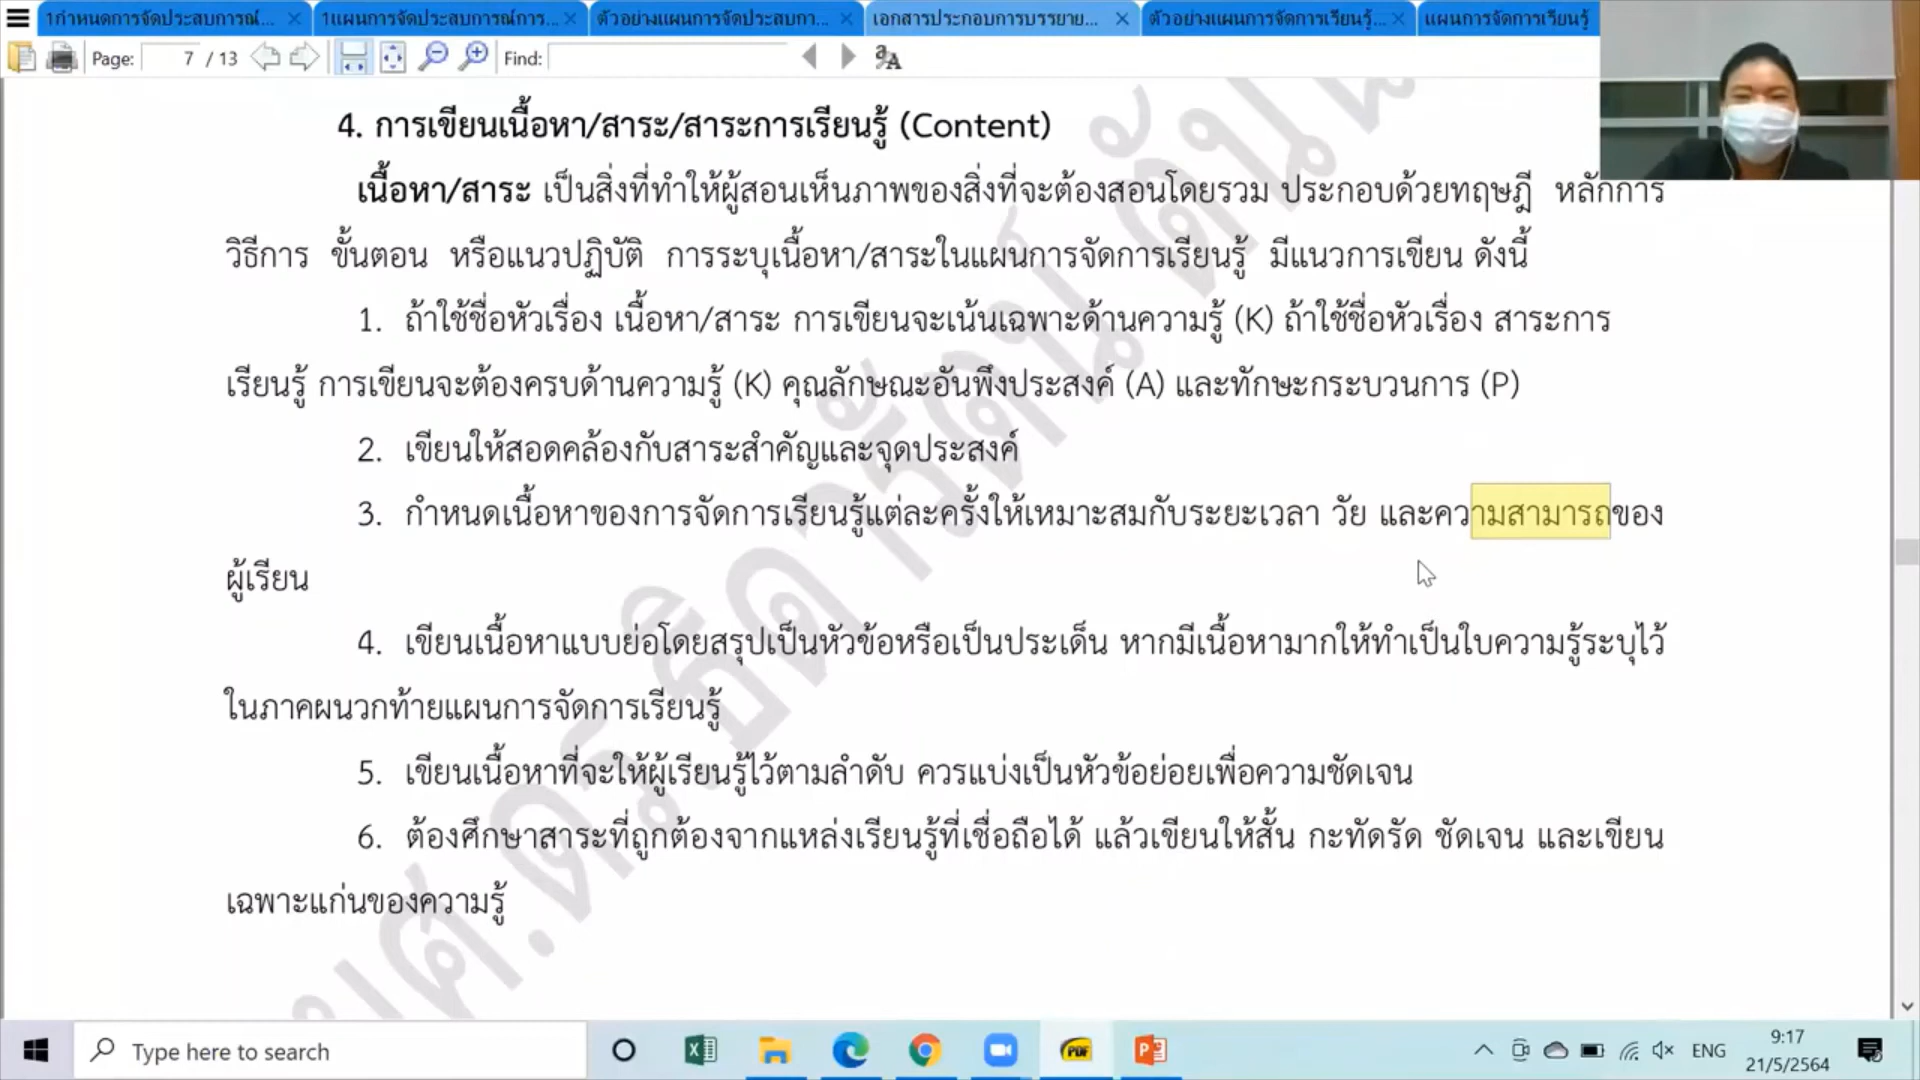 1กำหนดการจัดประสบการณ์...
1แผนการจัดประสบการณ์การ...
ตัวอย่างแผนการจัดประสบกา...
เอกสารประกอบการบรรยาย...
ตัวอย่างแผนการจัดการเรียนรู้...
แผนการจัดการเรียนรู้
Page: 7 / 13
Find:
4. การเขียนเนื้อหา/สาระ/สาระการเรียนรู้ (Content)
เนื้อหา/สาระ เป็นสิ่งที่ทำให้ผู้สอนเห็นภาพของสิ่งที่จะต้องสอนโดยรวม ประกอบด้วยทฤษฎี หลักการ
วิธีการ ขั้นตอน หรือแนวปฏิบัติ การระบุเนื้อหา/สาระในแผนการจัดการเรียนรู้ มีแนวการเขียน ดังนี้
1. ถ้าใช้ชื่อหัวเรื่อง เนื้อหา/สาระ การเขียนจะเน้นเฉพาะด้านความรู้ (K) ถ้าใช้ชื่อหัวเรื่อง สาระการ
เรียนรู้ การเขียนจะต้องครบด้านความรู้ (K) คุณลักษณะอันพึงประสงค์ (A) และทักษะกระบวนการ (P)
2. เขียนให้สอดคล้องกับสาระสำคัญและจุดประสงค์
3. กำหนดเนื้อหาของการจัดการเรียนรู้แต่ละครั้งให้เหมาะสมกับระยะเวลา วัย และความสามารถของ
ผู้เรียน
4. เขียนเนื้อหาแบบย่อโดยสรุปเป็นหัวข้อหรือเป็นประเด็น หากมีเนื้อหามากให้ทำเป็นใบความรู้ระบุไว้
ในภาคผนวกท้ายแผนการจัดการเรียนรู้
5. เขียนเนื้อหาที่จะให้ผู้เรียนรู้ไว้ตามลำดับ ควรแบ่งเป็นหัวข้อย่อยเพื่อความชัดเจน
6. ต้องศึกษาสาระที่ถูกต้องจากแหล่งเรียนรู้ที่เชื่อถือได้ แล้วเขียนให้สั้น กะทัดรัด ชัดเจน และเขียน
เฉพาะแก่นของความรู้
Type here to search
PDF
ENG
9:17
21/5/2564